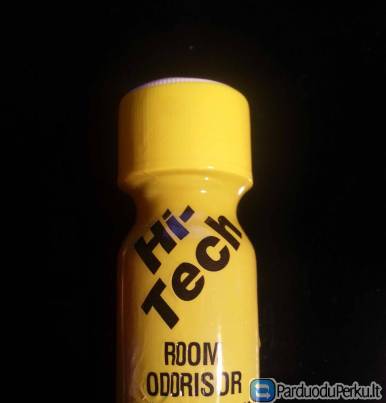 Hi-
Tech
ROOM
ODORISOR
ParduoduPerku.lt